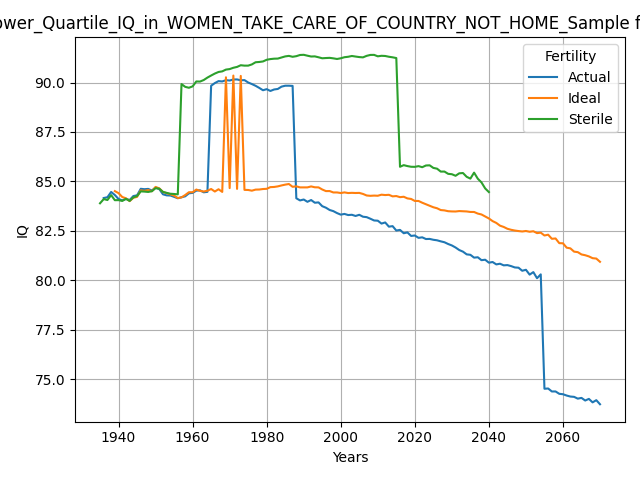 ower_Quartile_IQ_in_WOMEN_TAKE_CARE_OF_COUNTRY_NOT_HOME_Sample f
Fertility
Actual
Ideal
Sterile
IQ
90.0
87.5
85.0
82.5
80.0
77.5
75.0
1940 1960 1980 2000 2020 2040 2060
Years